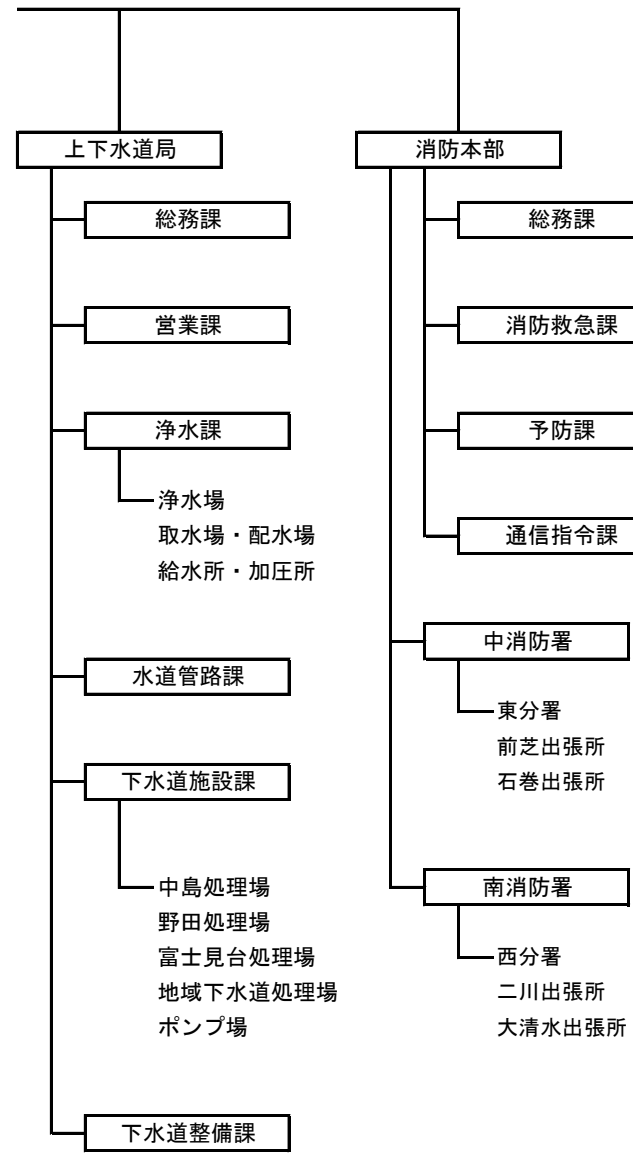 上下水道局
総務課
営業課
浄水課
浄水場
取水場・配水場
給水所・加圧所
水道管路課
下水道施設課
中島処理場
野田処理場
富士見台処理場
地域下水道処理場
ポンプ場
下水道整備課
消防本部
総務課
消防救急課
予防課
通信指令課
中消防署
東分署
前芝出張所
石巻出張所
南消防署
西分署
二川出張所
大清水出張所